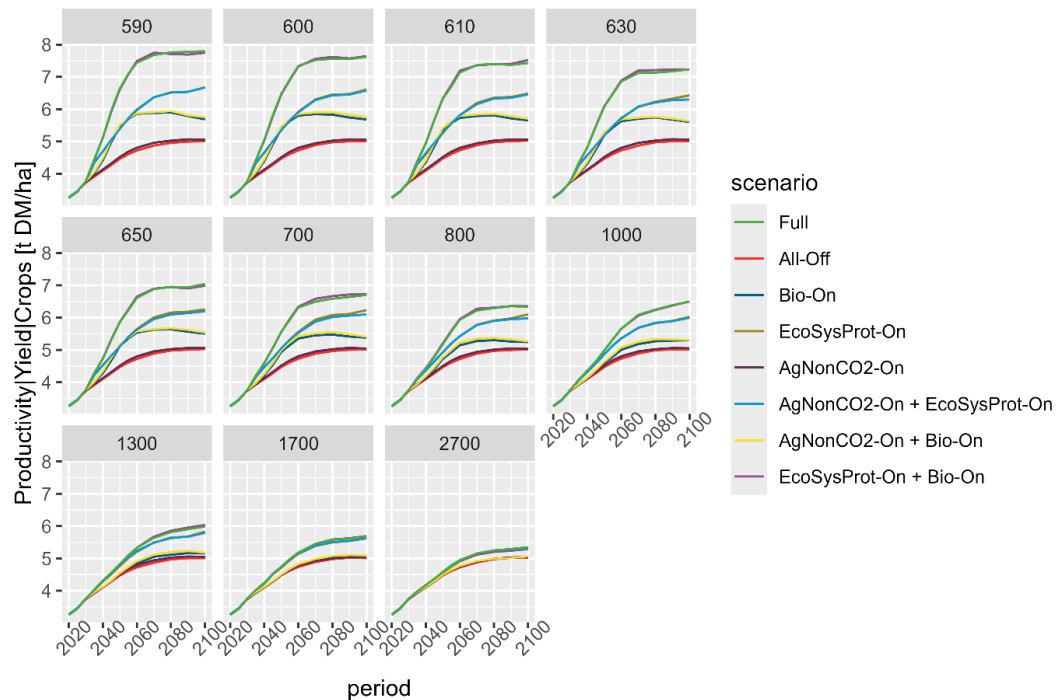 590 600 610 630
8
7
6
5
4
650 700 800 1000
8
7
6
5
4
2020 2040 2060 2080 2100
1300 1700 2700
8
7
6
5
4
2020 2040 2060 2080 2100 2020 2040 2060 2080 2100 2020 2040 2060 2080 2100
period
Productivity|Yield|Crops [t DM/ha]
scenario
Full
All-Off
Bio-On
EcoSysProt-On
AgNonCO2-On
AgNonCO2-On + EcoSysProt-On
AgNonCO2-On + Bio-On
EcoSysProt-On + Bio-On